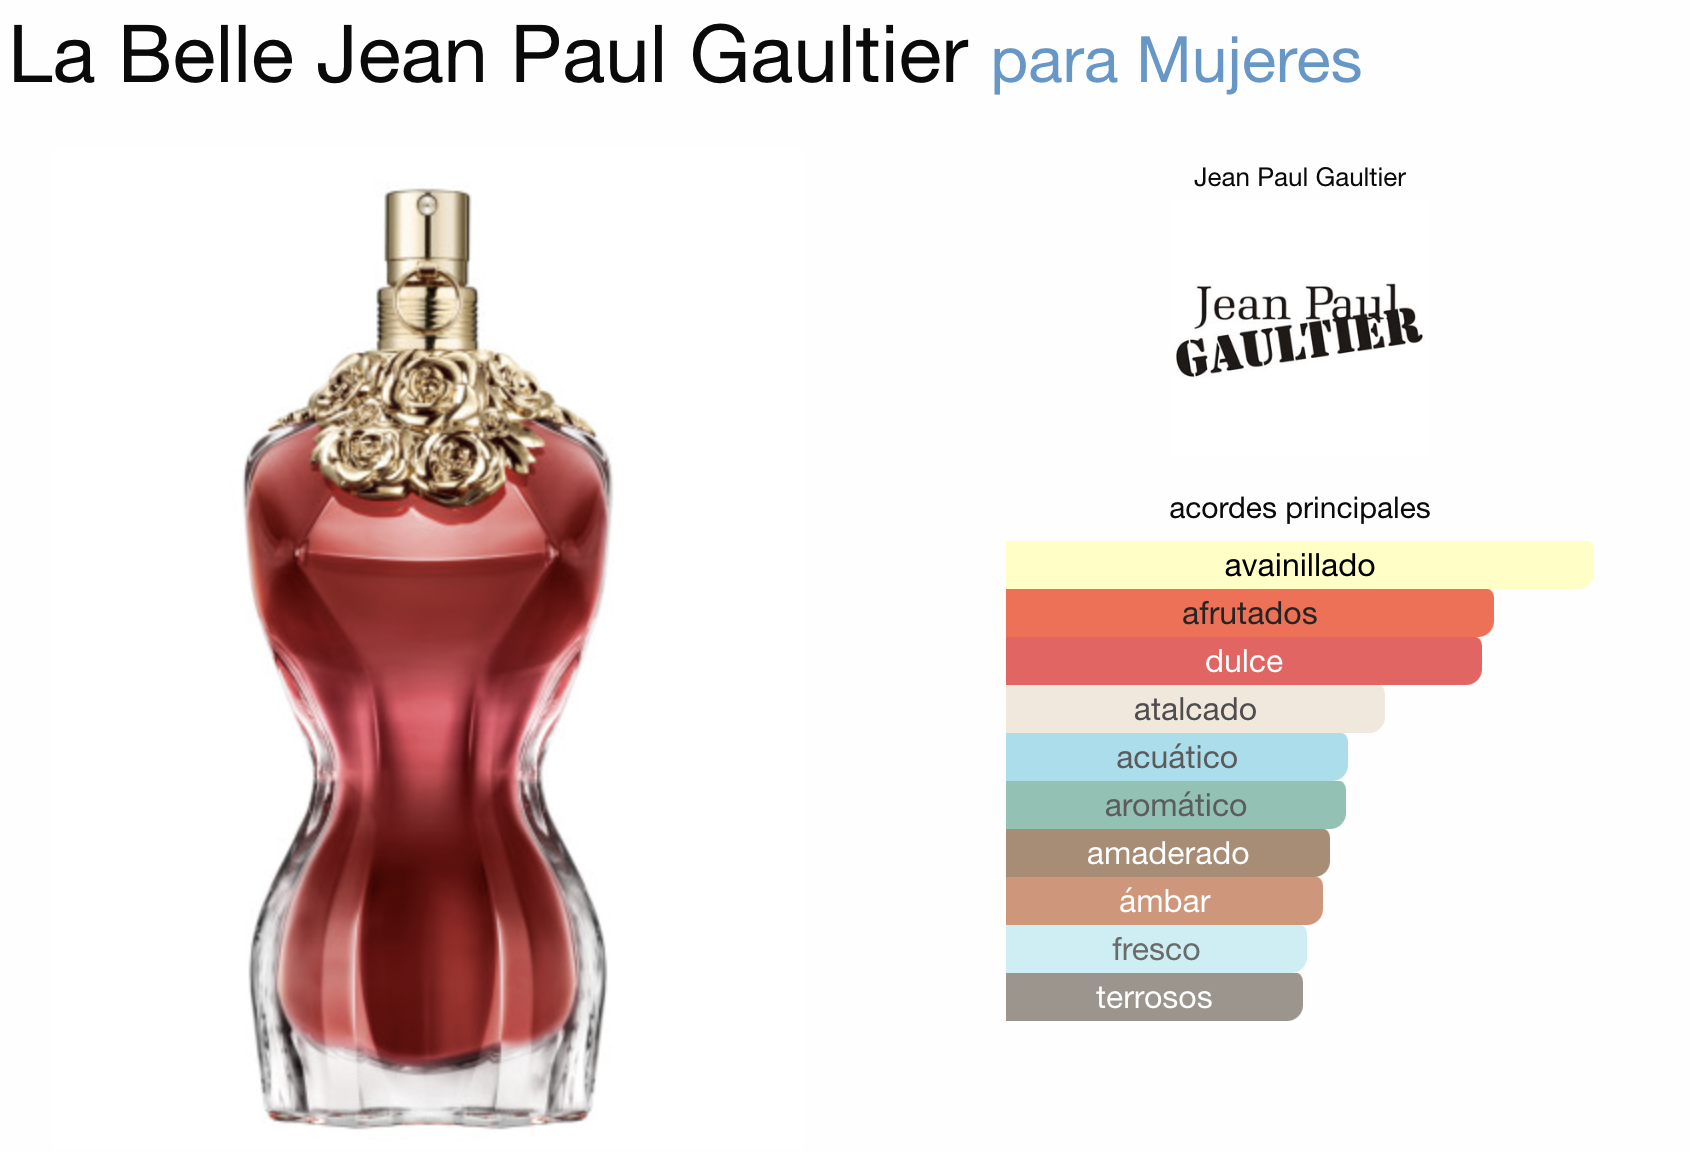 La Belle Jean Paul Gaultier para Mujeres
Jean Paul Gaultier
Jean Paul
GAULTIER
acordes principales
avainillado
afrutados
dulce
atalcado
acuático
aromático
amaderado
ámbar
fresco
terrosos